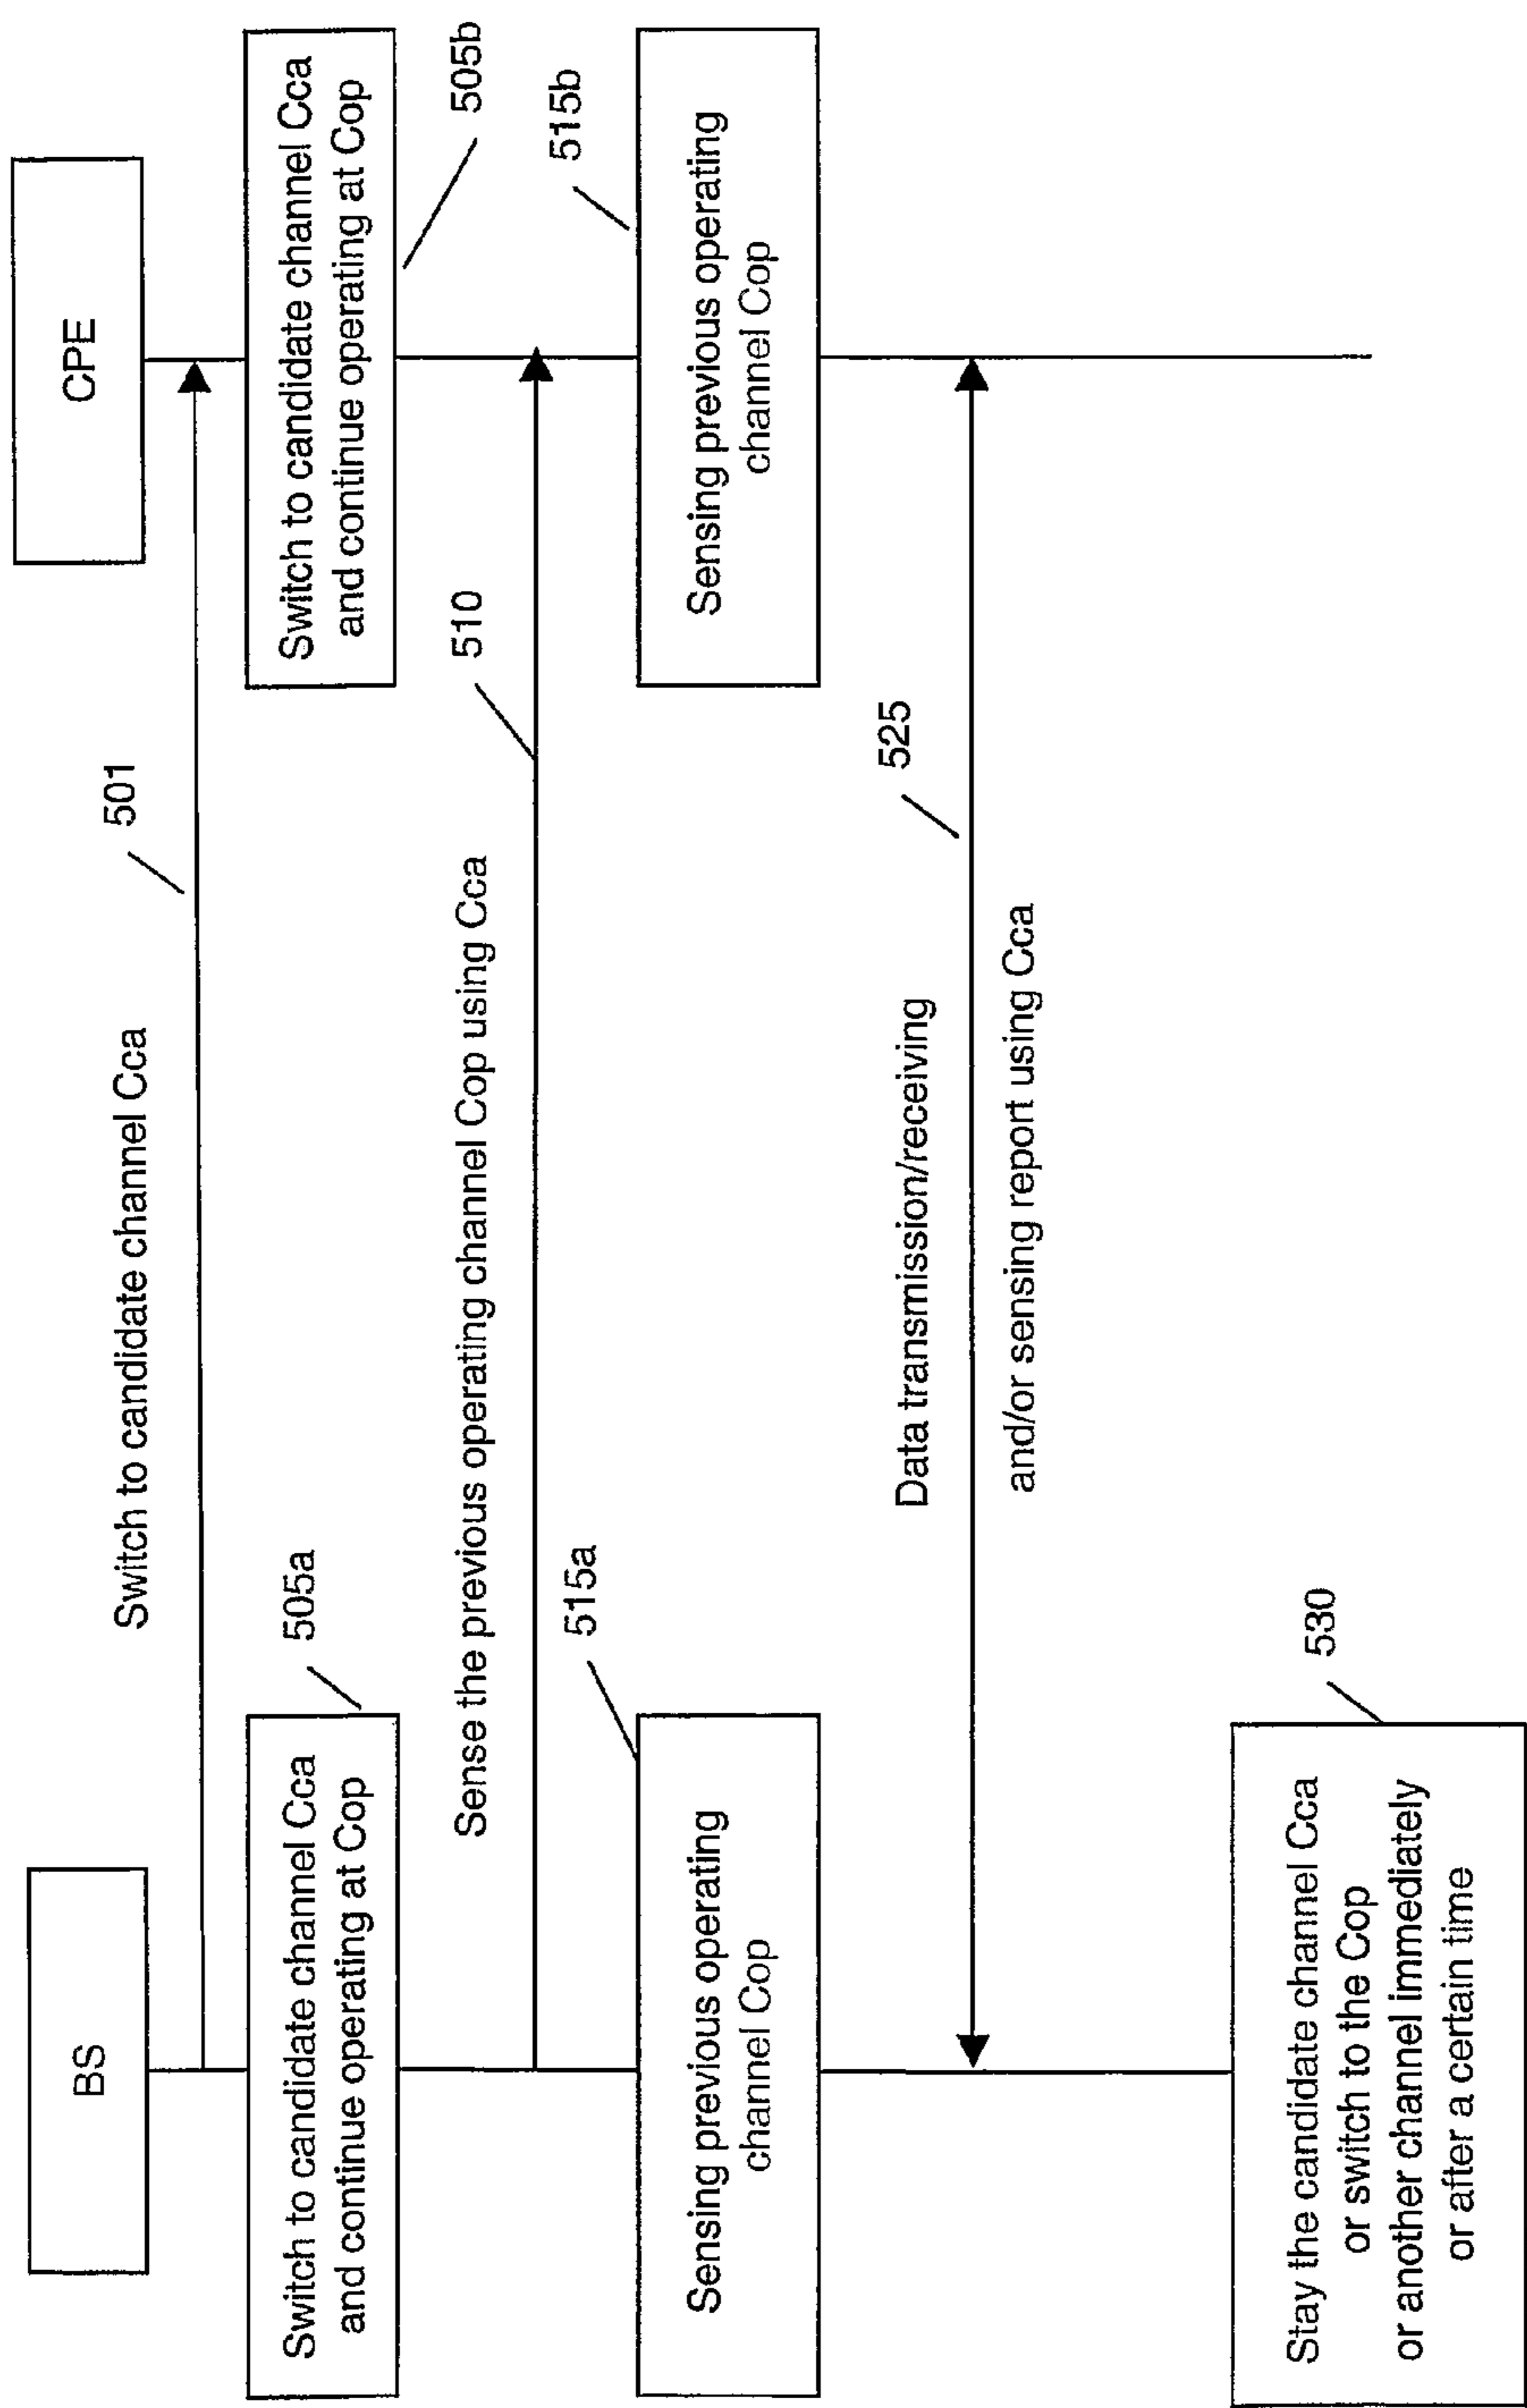 BS
CPE
501
Switch to candidate channel Cca
505a
Switch to candidate channel Cca
and continue operating at Cop
Switch to candidate channel Cca
and continue operating at Cop
505b
510
Sense the previous operating channel Cop using Cca
515a
Sensing previous operating
channel Cop
515b
Sensing previous operating
channel Cop
525
Data transmission/receiving
and/or sensing report using Cca
530
Stay the candidate channel Cca
or switch to the Cop
or another channel immediately
or after a certain time